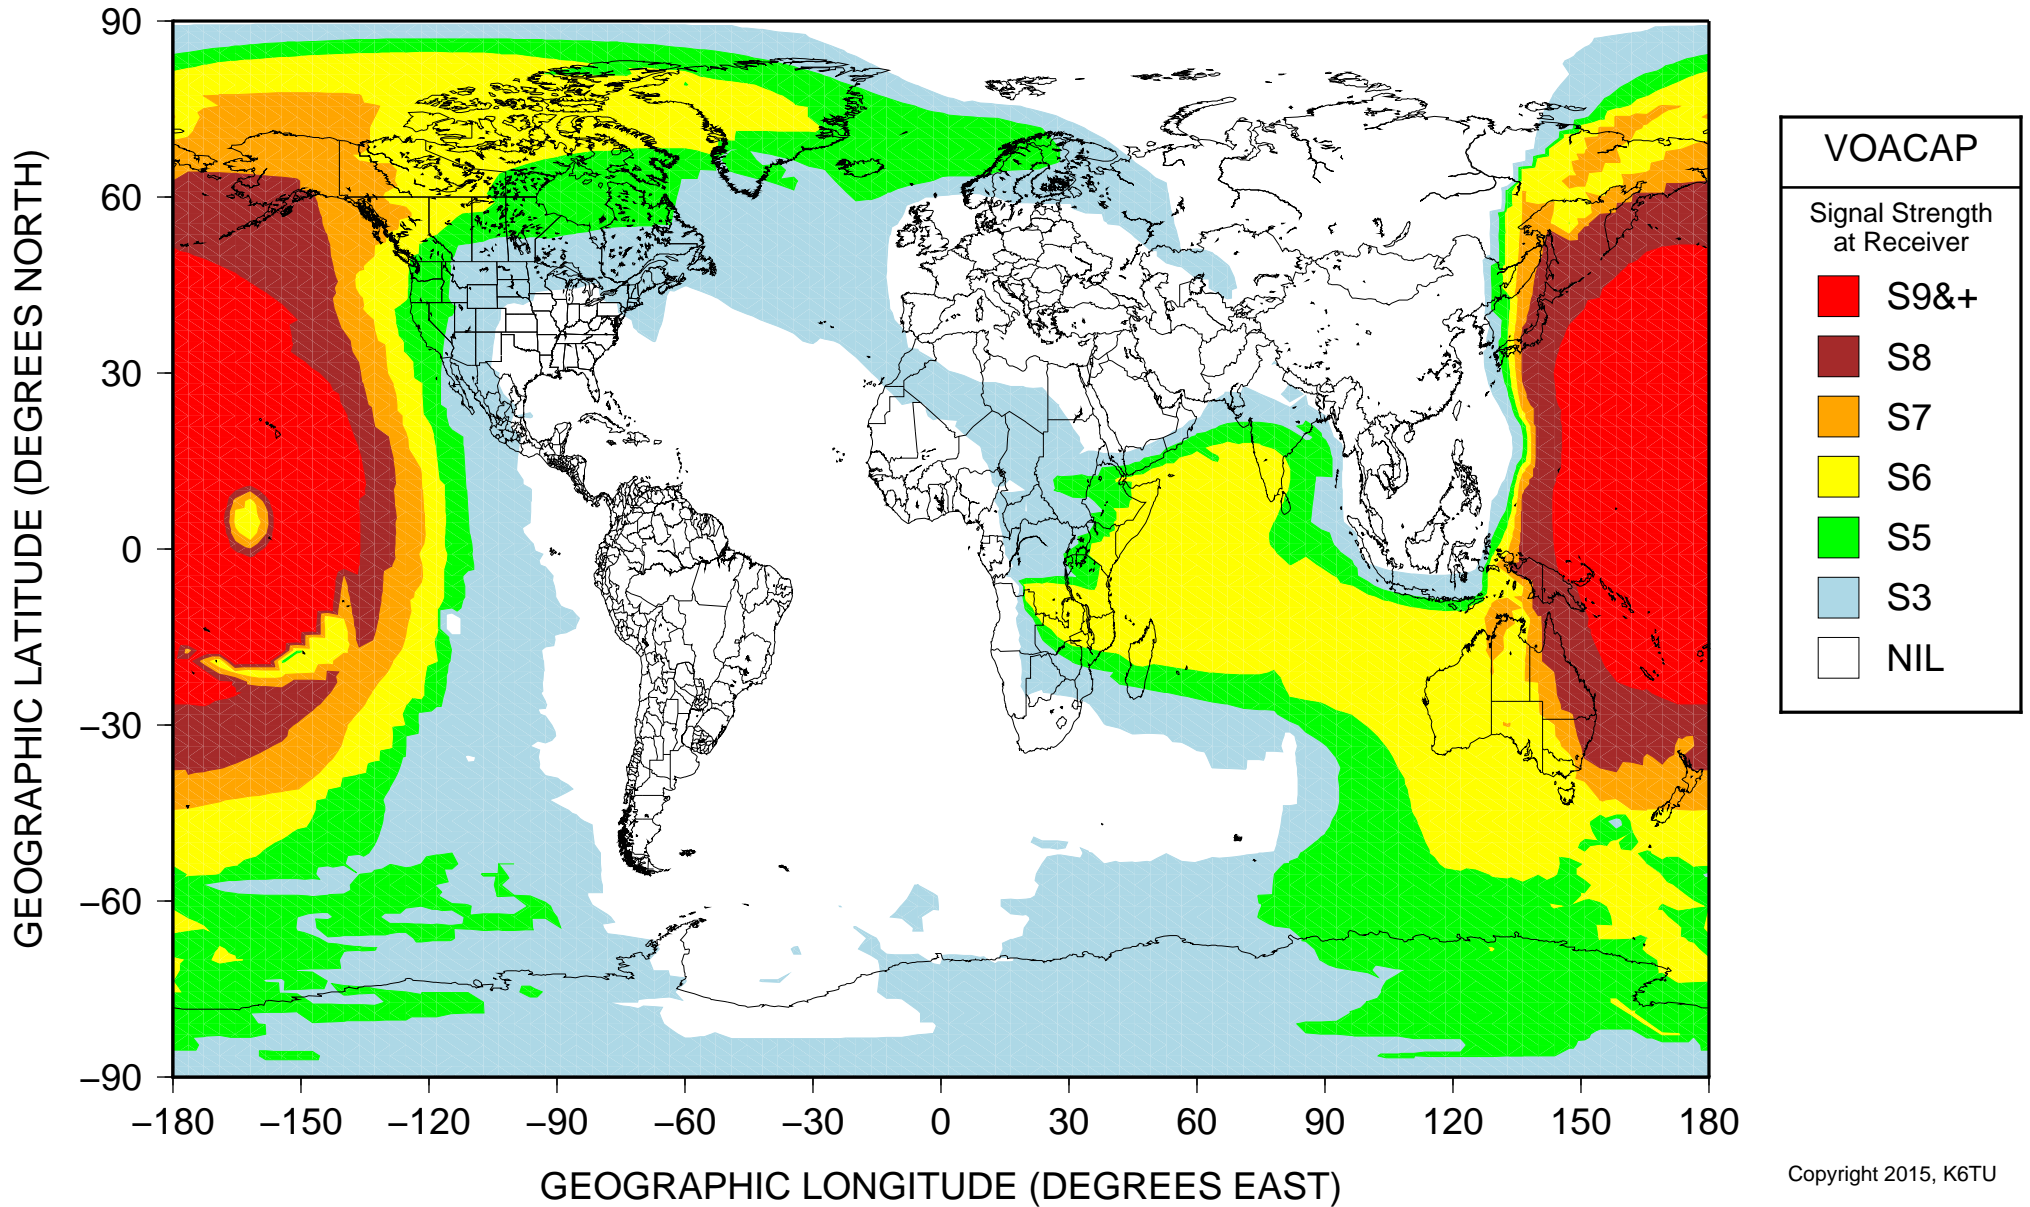 90
60
30
0
−30
−60
−90
GEOGRAPHIC LATITUDE (DEGREES NORTH)
−180 −150 −120 −90 −60 −30 0 30 60 90 120 150 180
GEOGRAPHIC LONGITUDE (DEGREES EAST)
VOACAP
Signal Strength
at Receiver
S9&+
S8
S7
S6
S5
S3
NIL
Copyright 2015, K6TU